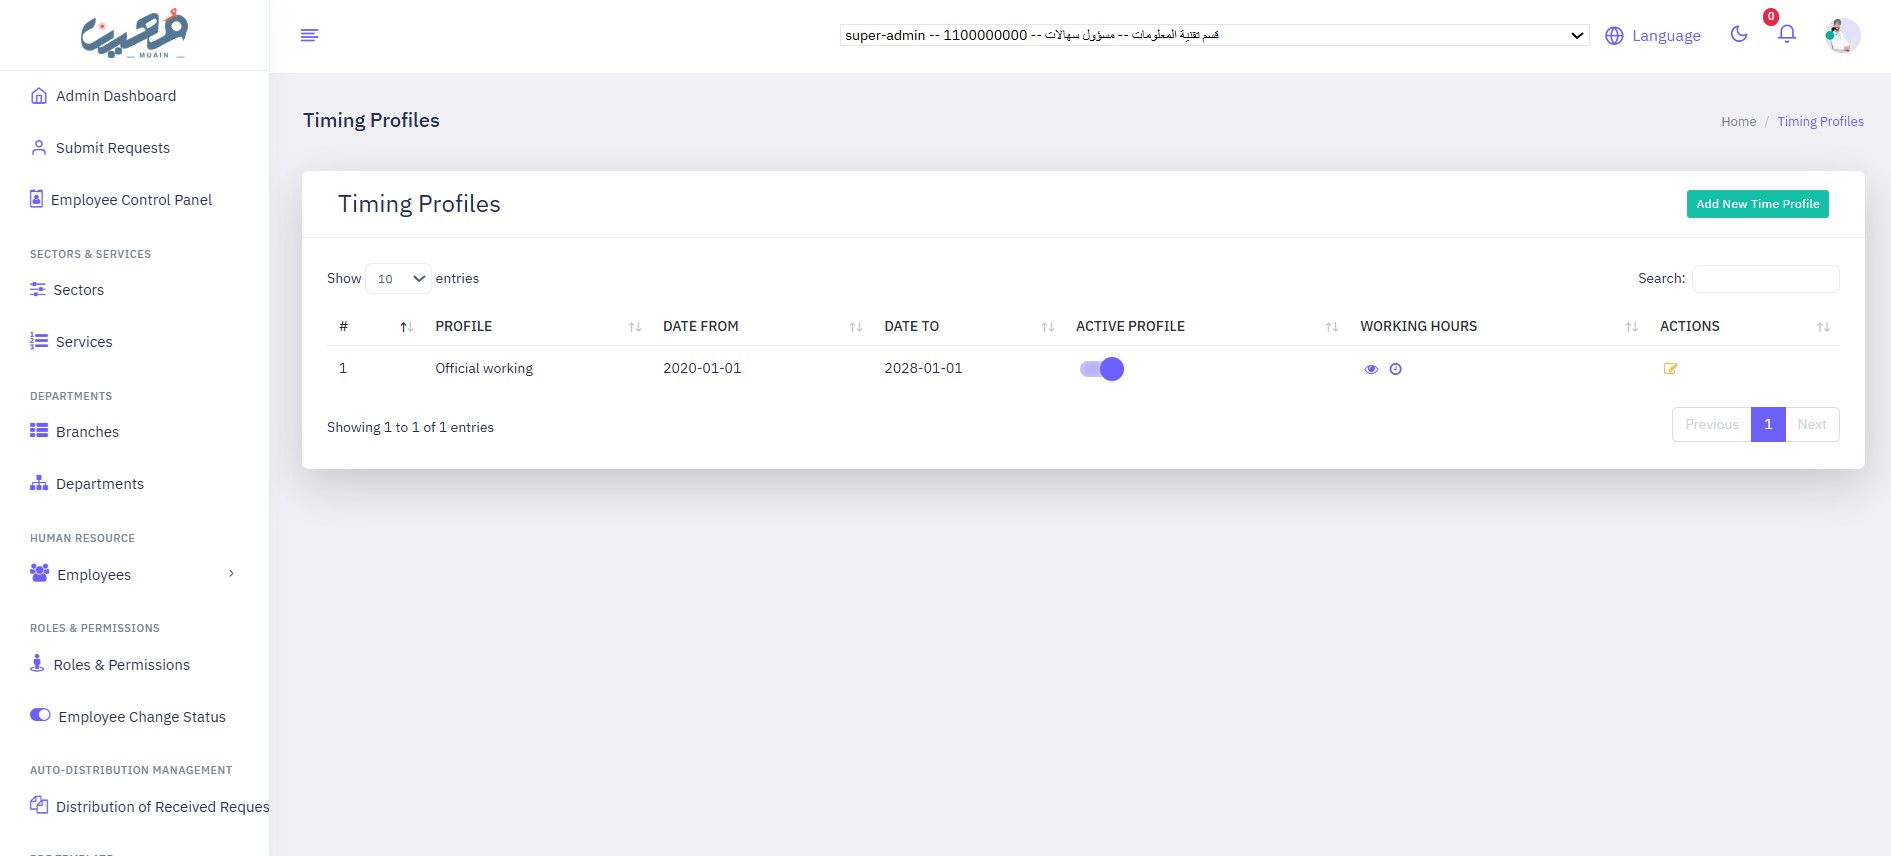 معين
MUAIN
super-admin -- 1100000000 -- قسم تقنية المعلومات -- مسؤول سهالات
Language
0
Admin Dashboard
Submit Requests
Employee Control Panel
SECTORS & SERVICES
Sectors
Services
DEPARTMENTS
Branches
Departments
HUMAN RESOURCE
Employees
ROLES & PERMISSIONS
Roles & Permissions
Employee Change Status
AUTO-DISTRIBUTION MANAGEMENT
Distribution of Received Reques
Timing Profiles
Home / Timing Profiles
Timing Profiles
Add New Time Profile
Show 10 entries
Search:
# PROFILE DATE FROM DATE TO ACTIVE PROFILE WORKING HOURS ACTIONS
1 Official working 2020-01-01 2028-01-01
Showing 1 to 1 of 1 entries
Previous 1 Next